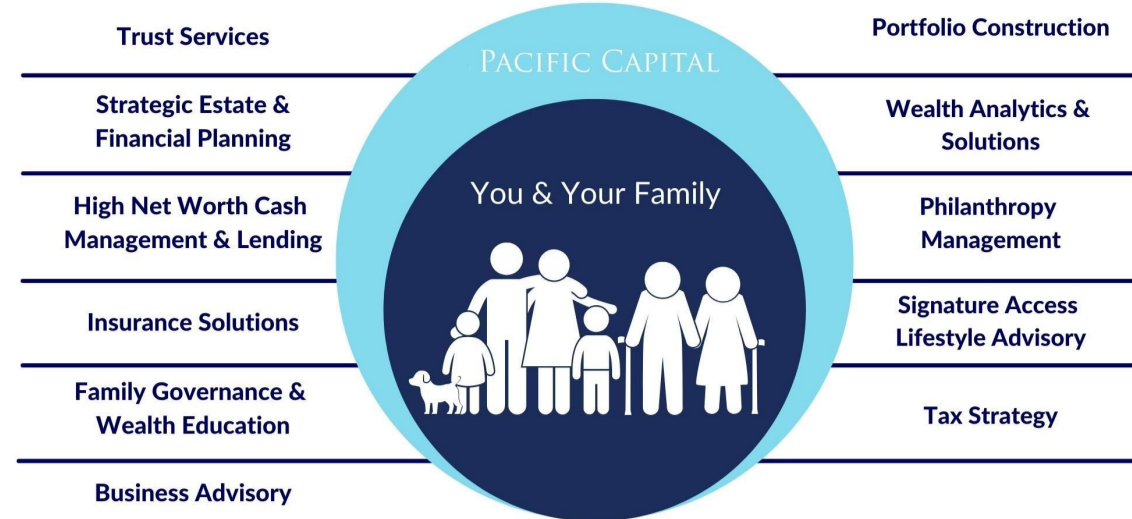 Trust Services
Strategic Estate &
Financial Planning
High Net Worth Cash
Management & Lending
Insurance Solutions
Family Governance &
Wealth Education
Business Advisory
PACIFIC CAPITAL
You & Your Family
Portfolio Construction
Wealth Analytics &
Solutions
Philanthropy
Management
Signature Access
Lifestyle Advisory
Tax Strategy